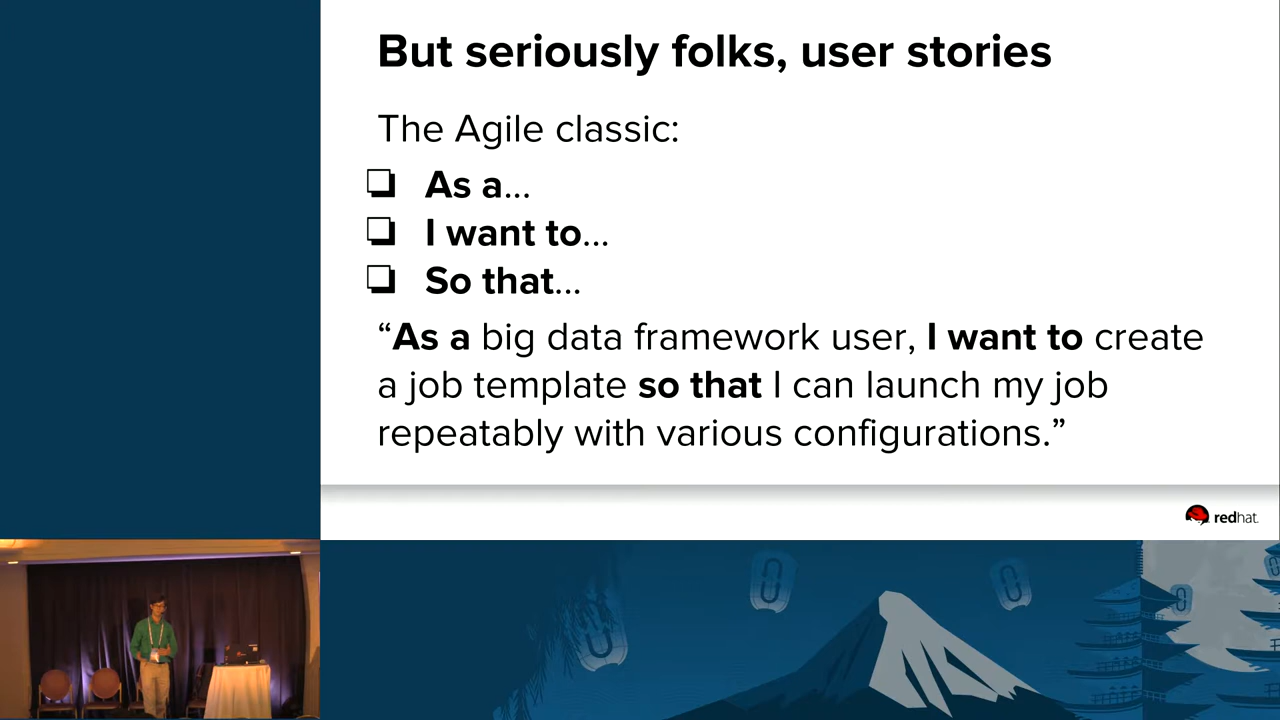 But seriously folks, user stories
The Agile classic:
❏ As a...
❏ I want to...
❏ So that...
“As a big data framework user, I want to create
a job template so that I can launch my job
repeatably with various configurations.”
redhat.